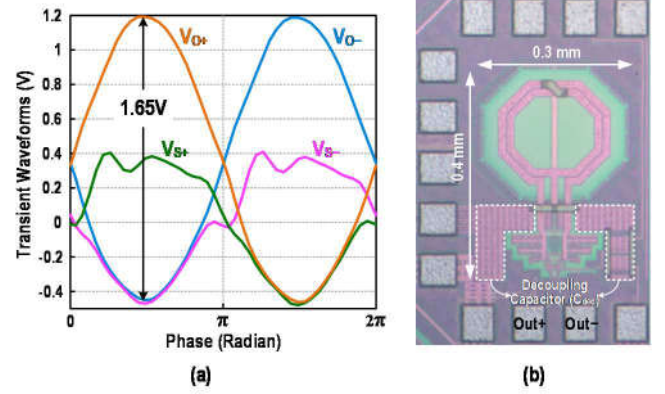 Transient Waveforms (V)
1.2
1.0
0.8
0.6
0.4
0.2
0
-0.2
-0.4
VO+
VO–
1.65V
VS+
VS–
0
π
2π
Phase (Radian)
(a)
0.3 mm
0.4 mm
Decoupling
Capacitor (Cdec)
Out+ Out–
(b)